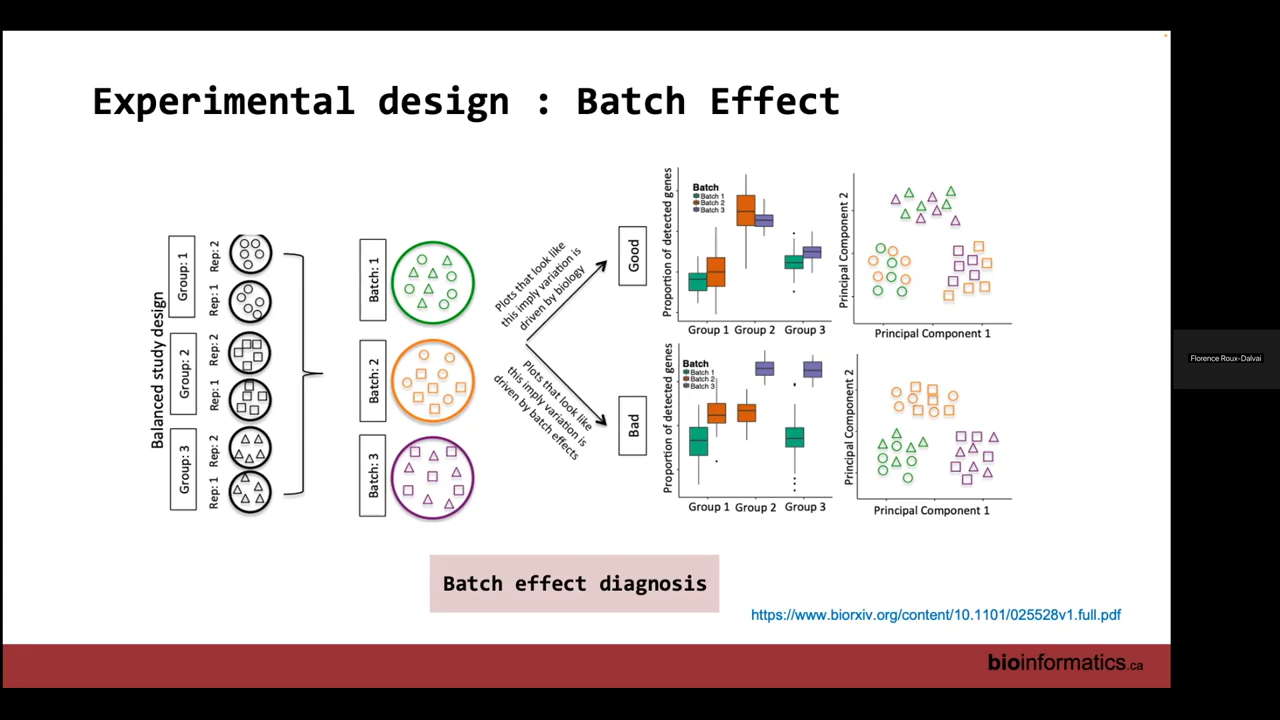 Experimental design : Batch Effect
Balanced study design
Group: 1
Rep: 2
Rep: 1
Group: 2
Rep: 2
Rep: 1
Group: 3
Rep: 2
Rep: 1
Batch: 1
Batch: 2
Batch: 3
Plots that look like
this imply variation is
driven by biology
Plots that look like
this imply variation is
driven by batch effects
Good
Bad
Proportion of detected genes
Batch
Batch 1
Batch 2
Batch 3
Group 1
Group 2
Group 3
Principal Component 2
Principal Component 1
Proportion of detected genes
Batch
Batch 1
Batch 2
Batch 3
Group 1
Group 2
Group 3
Principal Component 2
Principal Component 1
Batch effect diagnosis
https://www.biorxiv.org/content/10.1101/025528v1.full.pdf
bioinformatics.ca
Florence Roux-Dalvai